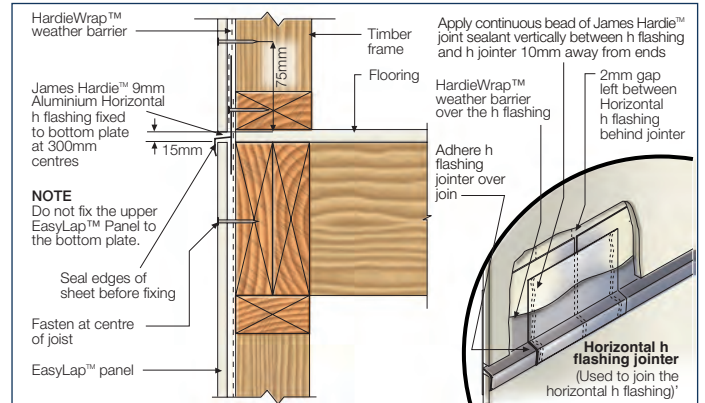 HardieWrap™
weather barrier
James Hardie™ 9mm
Aluminium Horizontal
h flashing fixed
to bottom plate
at 300mm
centres
NOTE
Do not fix the upper
EasyLap™ Panel to
the bottom plate.
Seal edges of
sheet before fixing
Fasten at centre
of joist
EasyLap™ panel
75mm
15mm
Timber
frame
Flooring
Apply continuous bead of James Hardie™
joint sealant vertically between h flashing
and h jointer 10mm away from ends
HardieWrap™
weather barrier
over the h flashing
Adhere h
flashing
jointer over
join
2mm gap
left between
Horizontal
h flashing
behind jointer
Horizontal h
flashing jointer
(Used to join the
horizontal h flashing)'